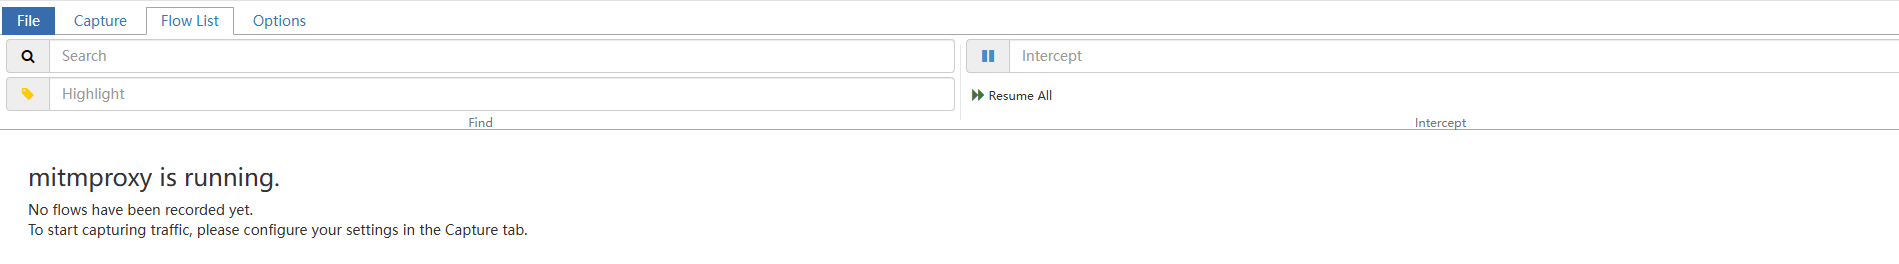 File Capture Flow List Options
Search
Highlight
Find
Intercept
Resume All
Intercept
mitmproxy is running.
No flows have been recorded yet.
To start capturing traffic, please configure your settings in the Capture tab.